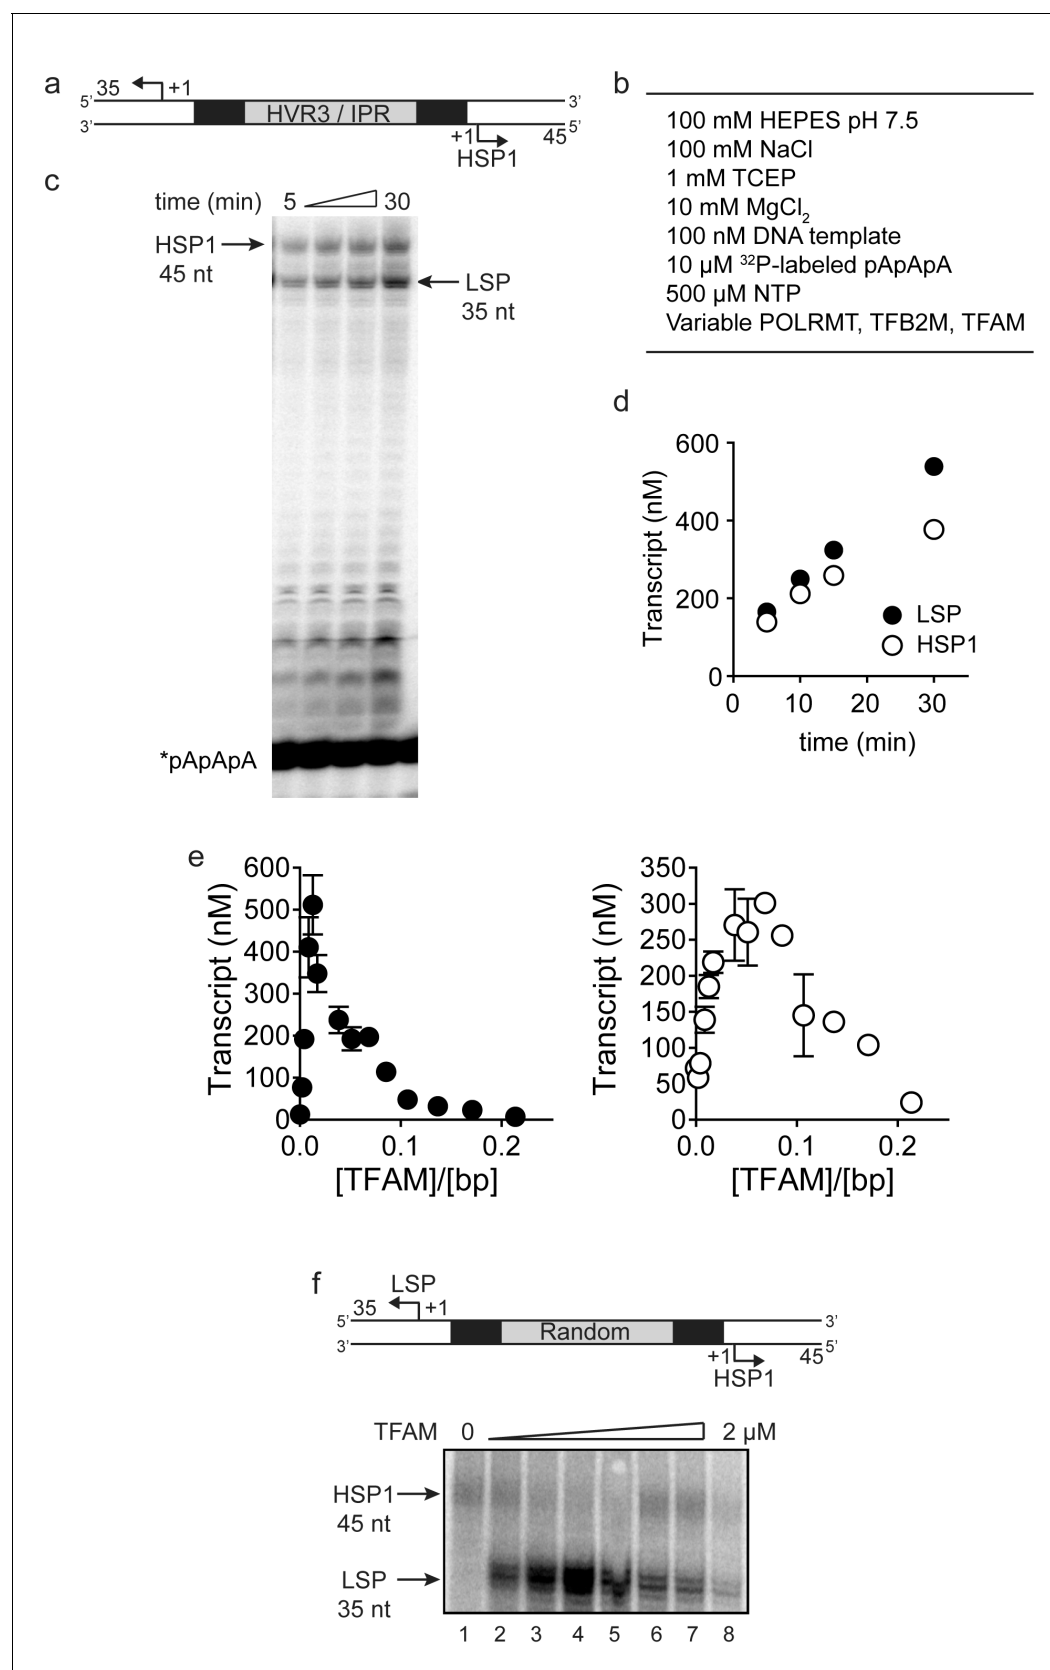 a
35 +1
5’ HVR3 / IPR 3’
3’ 5’
+1 45
HSP1
b
100 mM HEPES pH 7.5
100 mM NaCl
1 mM TCEP
10 mM MgCl2
100 nM DNA template
10 µM 32P-labeled pApApA
500 µM NTP
Variable POLRMT, TFB2M, TFAM
c
time (min) 5 30
HSP1
45 nt
LSP
35 nt
*pApApA
d
Transcript (nM)
600
400
200
0
0 10 20 30
time (min)
LSP
HSP1
e
Transcript (nM)
600
500
400
300
200
100
0
0.0 0.1 0.2
[TFAM]/[bp]
Transcript (nM)
350
300
250
200
150
100
50
0
0.0 0.1 0.2
[TFAM]/[bp]
f
LSP
35 +1
5’ Random 3’
3’ 5’
+1 45
HSP1
TFAM 0 2 µM
HSP1
45 nt
LSP
35 nt
1 2 3 4 5 6 7 8